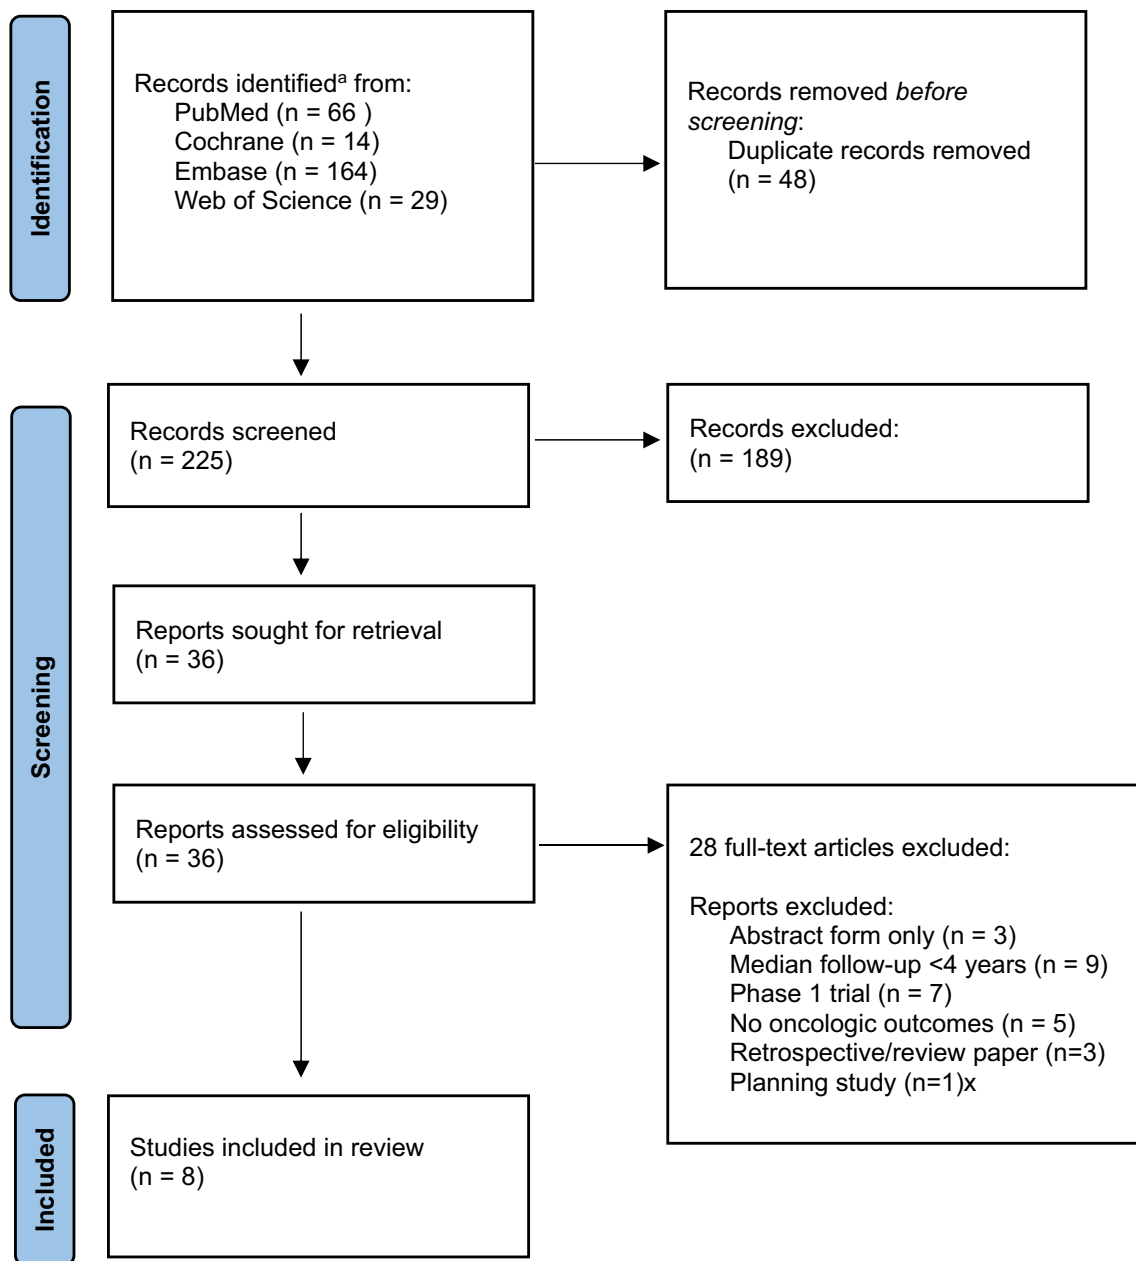 Identification
Records identifiedᵃ from:
PubMed (n = 66 )
Cochrane (n = 14)
Embase (n = 164)
Web of Science (n = 29)
Records removed before
screening:
Duplicate records removed
(n = 48)
Screening
Records screened
(n = 225)
Records excluded:
(n = 189)
Reports sought for retrieval
(n = 36)
Reports assessed for eligibility
(n = 36)
28 full-text articles excluded:
Reports excluded:
Abstract form only (n = 3)
Median follow-up <4 years (n = 9)
Phase 1 trial (n = 7)
No oncologic outcomes (n = 5)
Retrospective/review paper (n=3)
Planning study (n=1)x
Included
Studies included in review
(n = 8)